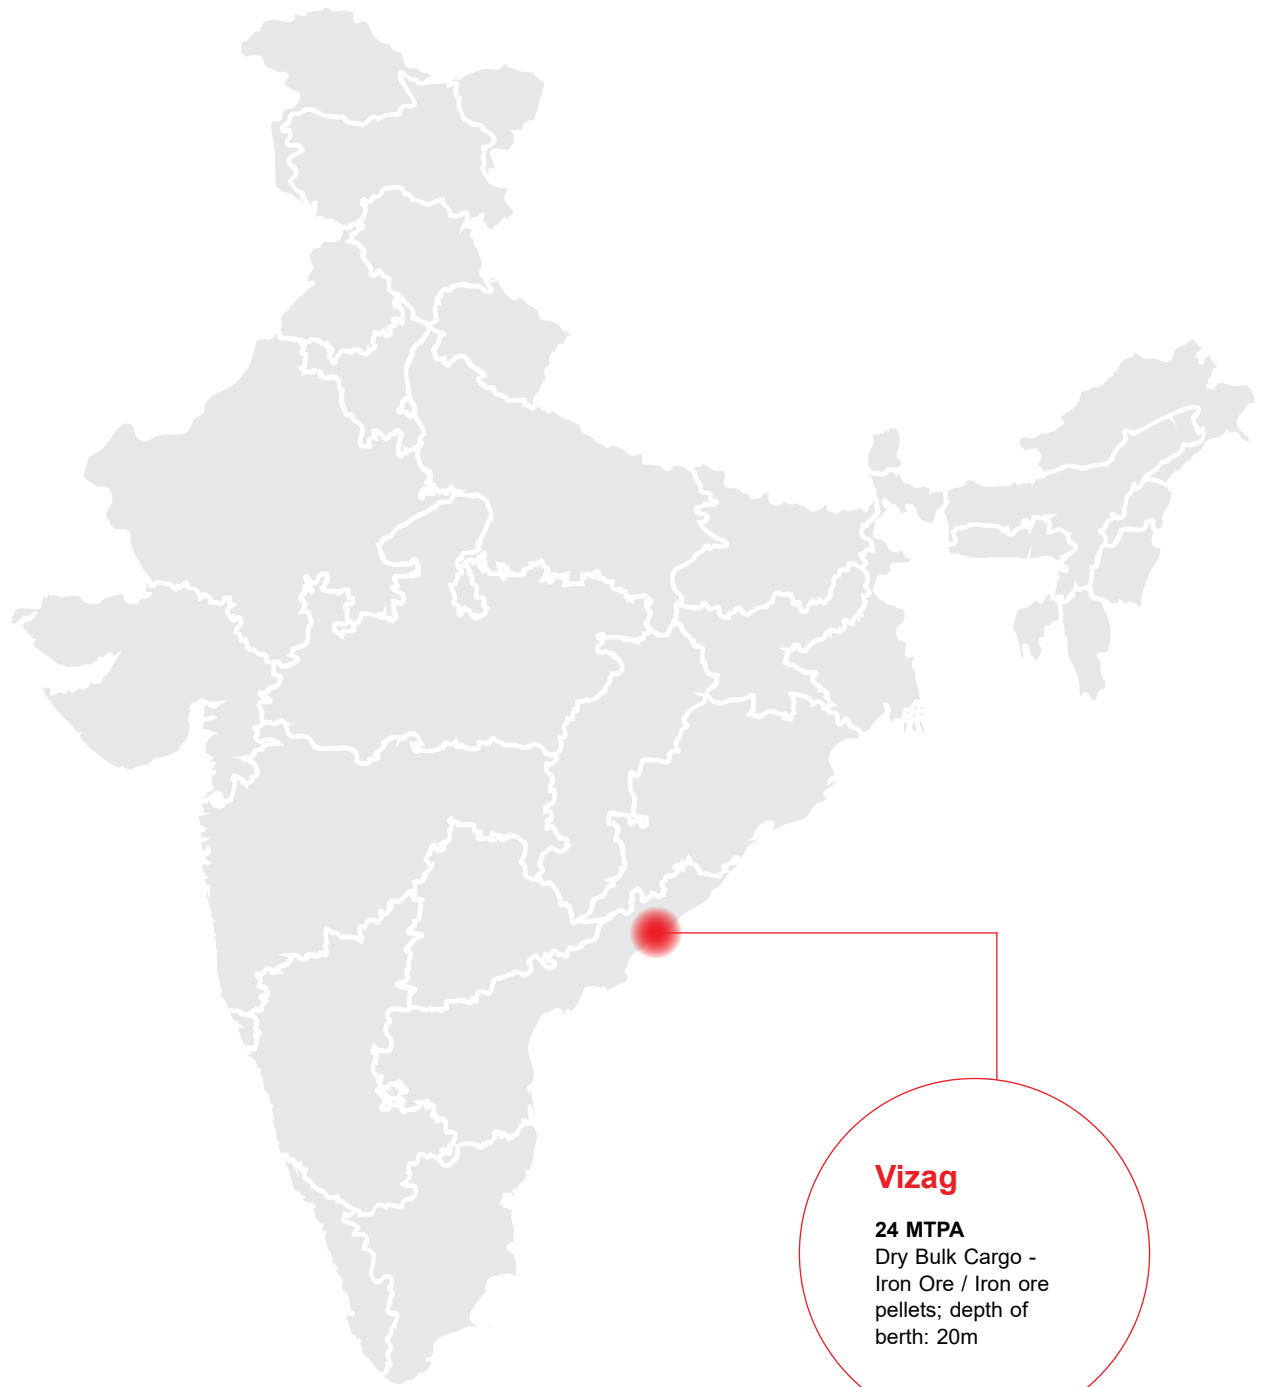 Vizag
24 MTPA
Dry Bulk Cargo -
Iron Ore / Iron ore
pellets; depth of
berth: 20m